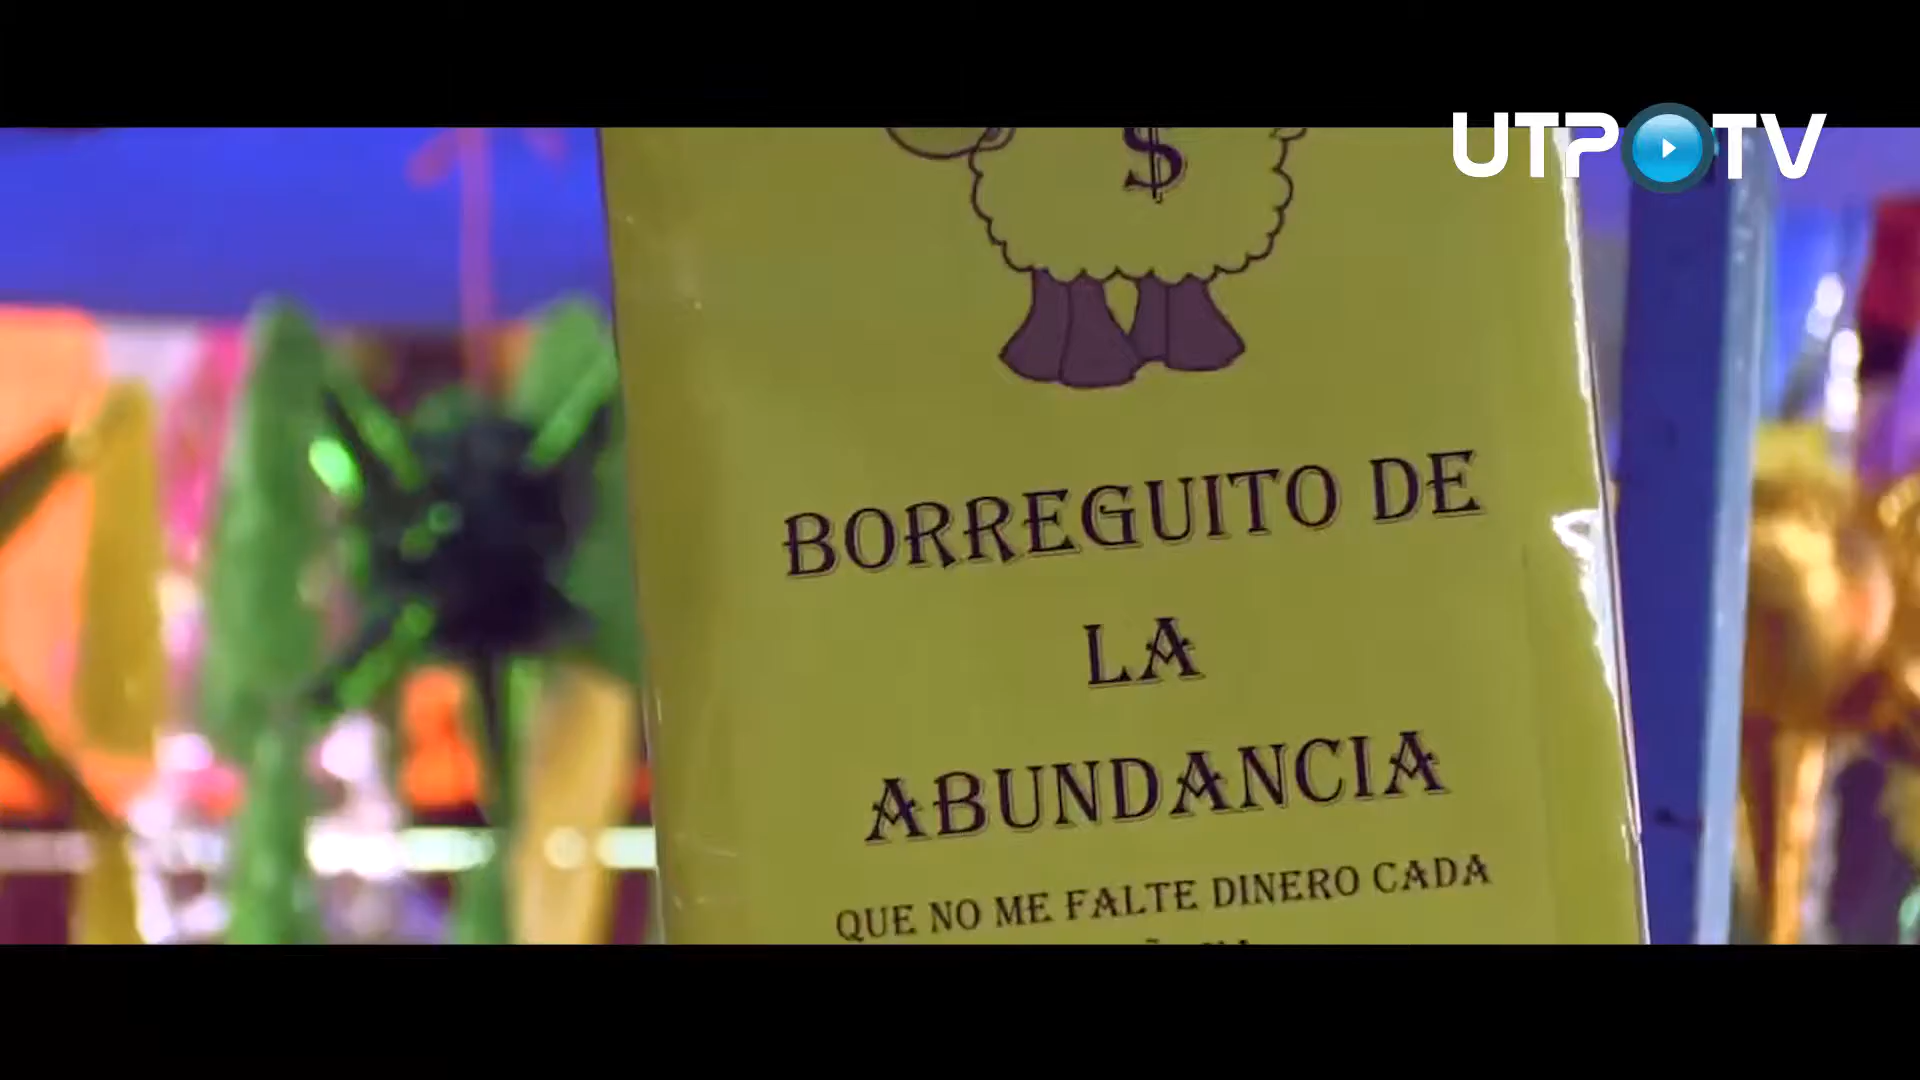 UTP TV
$
BORREGUITO DE
LA
ABUNDANCIA
QUE NO ME FALTE DINERO CADA